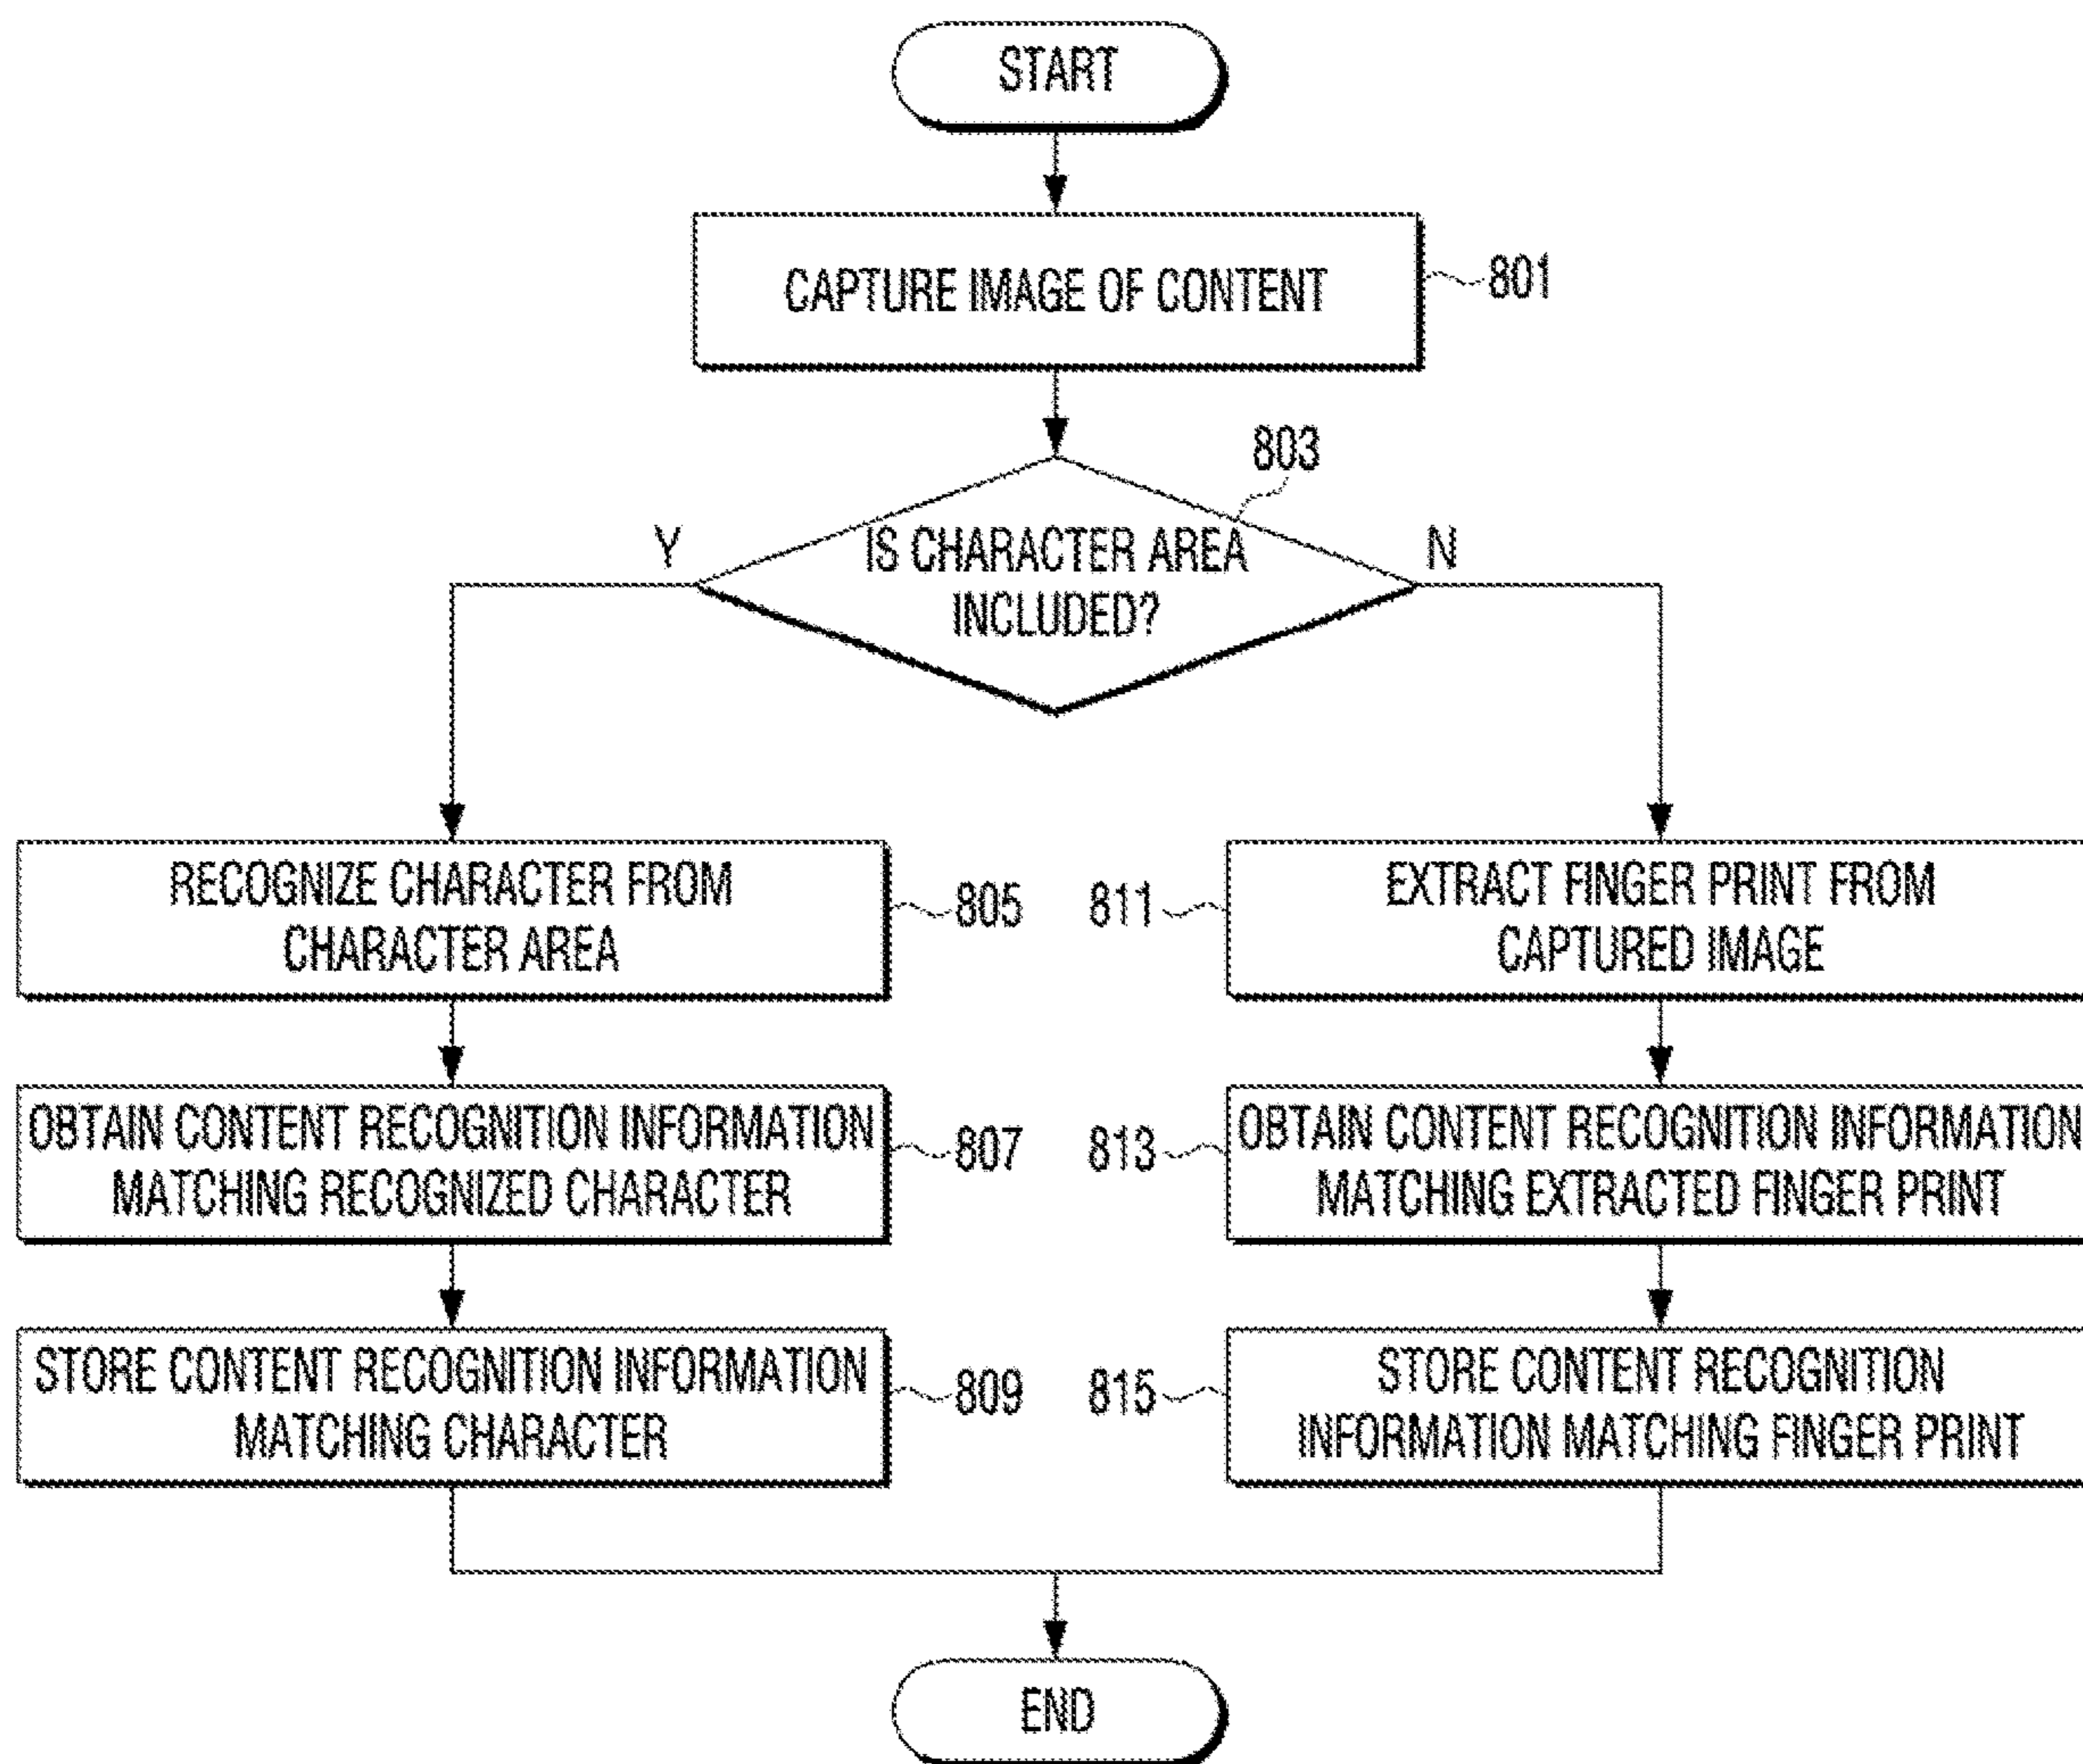 START
CAPTURE IMAGE OF CONTENT
801
803
Y
IS CHARACTER AREA
INCLUDED?
N
RECOGNIZE CHARACTER FROM
CHARACTER AREA
805
OBTAIN CONTENT RECOGNITION INFORMATION
MATCHING RECOGNIZED CHARACTER
807
STORE CONTENT RECOGNITION INFORMATION
MATCHING CHARACTER
809
811
EXTRACT FINGER PRINT FROM
CAPTURED IMAGE
813
OBTAIN CONTENT RECOGNITION INFORMATION
MATCHING EXTRACTED FINGER PRINT
815
STORE CONTENT RECOGNITION
INFORMATION MATCHING FINGER PRINT
END